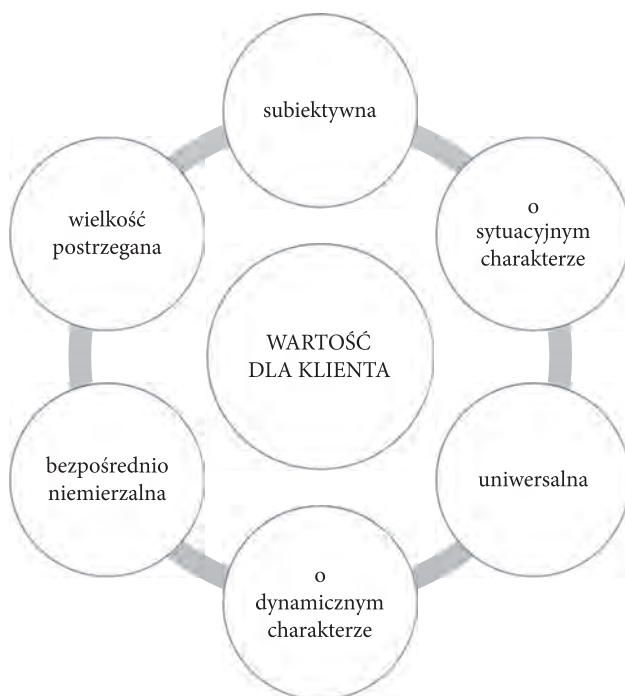 subiektywna
o
sytuacyjnym
charakterze
uniwersalna
o
dynamicznym
charakterze
bezpośrednio
niemierzalna
wielkość
postrzegana
WARTOŚĆ
DLA KLIENTA